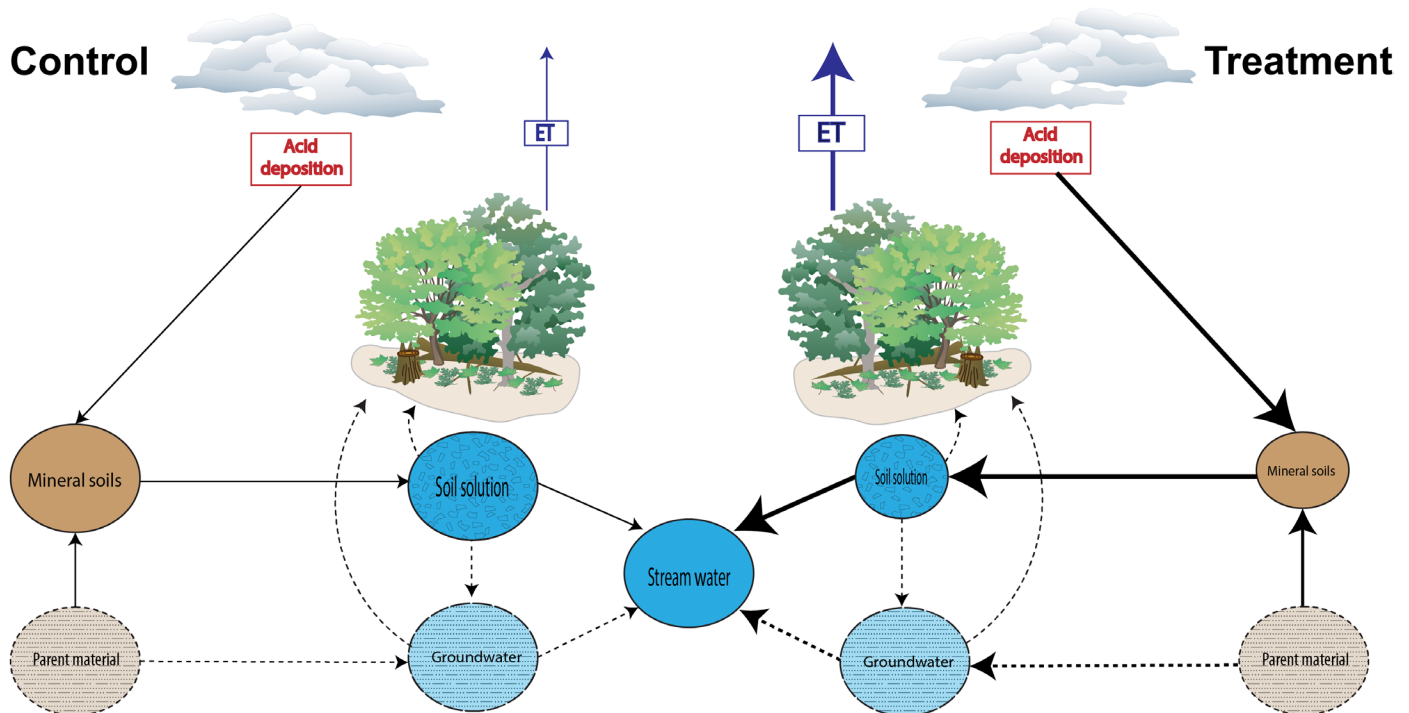 Control
Treatment
Acid
deposition
ET
ET
Acid
deposition
Mineral soils
Soil solution
Soil solution
Mineral soils
Stream water
Parent material
Groundwater
Groundwater
Parent material